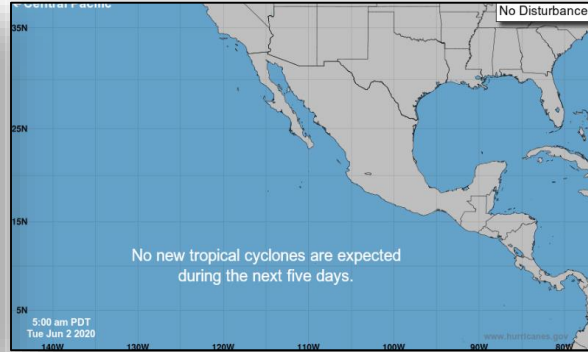 ← Central Pacific
No Disturbance
35N
25N
15N
No new tropical cyclones are expected
during the next five days.
5N
5:00 am PDT
Tue Jun 2 2020
www.hurricanes.gov
140W 130W 120W 110W 100W 90W 80W